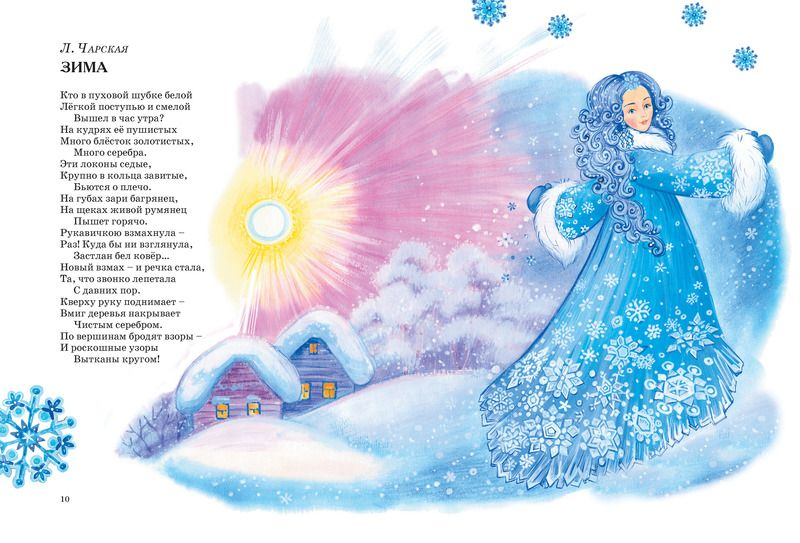 Л. Чарская
ЗИМА
Кто в пуховой шубке белой
Лёгкой поступью и смелой
Вышел в час утра?
На кудрях её пушистых
Много блёсток золотистых,
Много серебра.
Эти локоны седые,
Крупно в кольца завитые,
Бьются о плечо.
На губах зари багрянец,
На щеках живой румянец
Пышет горячо.
Рукавичкою взмахнула –
Раз! Куда бы ни взглянула,
Застлан бел ковёр...
Новый взмах – и речка стала,
Та, что звонко лепетала
С давних пор.
Кверху руку поднимает –
Вмиг деревья накрывает
Чистым серебром.
По вершинам бродят взоры –
И роскошные узоры
Вытканы кругом!
10